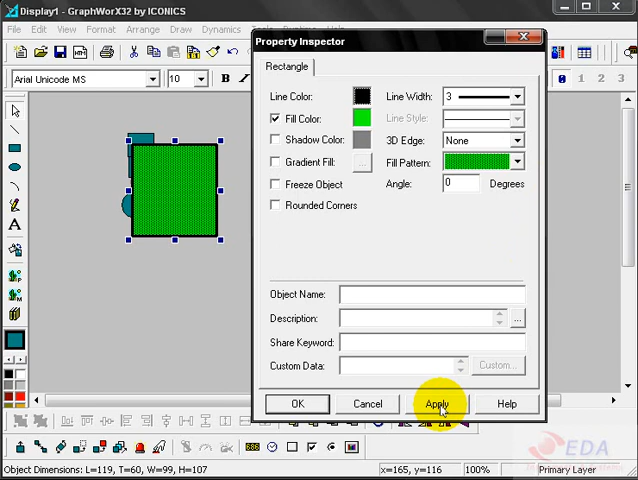 Display1 - GraphWorX32 by ICONICS
File Edit View Format Arrange Draw Dynamics Tools
Arial Unicode MS 10 B I
0 1 2 3
Property Inspector
Rectangle
Line Color: Line Width: 3
Fill Color: Line Style:
Shadow Color: 3D Edge: None
Gradient Fill: ... Fill Pattern:
Freeze Object Angle: 0 Degrees
Rounded Corners
Object Name:
Description: ...
Share Keyword:
Custom Data: Custom...
OK Cancel Apply Help
EDA
Object Dimensions: L=119, T=60, W=99, H=107 x=165, y=116 100% Primary Layer